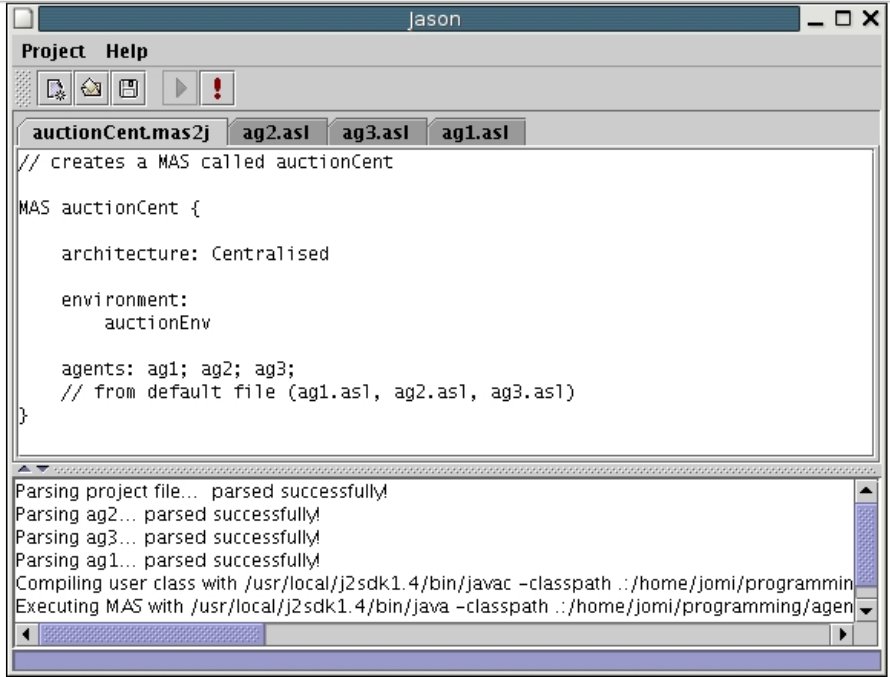 Jason
Project Help
auctionCent.mas2j ag2.asl ag3.asl ag1.asl
// creates a MAS called auctionCent
MAS auctionCent {
architecture: Centralised
environment:
auctionEnv
agents: ag1; ag2; ag3;
// from default file (ag1.asl, ag2.asl, ag3.asl)
}
Parsing project file... parsed successfully!
Parsing ag2... parsed successfully!
Parsing ag3... parsed successfully!
Parsing ag1... parsed successfully!
Compiling user class with /usr/local/j2sdk1.4/bin/javac -classpath .:/home/jomi/programmin
Executing MAS with /usr/local/j2sdk1.4/bin/java -classpath .:/home/jomi/programming/agen